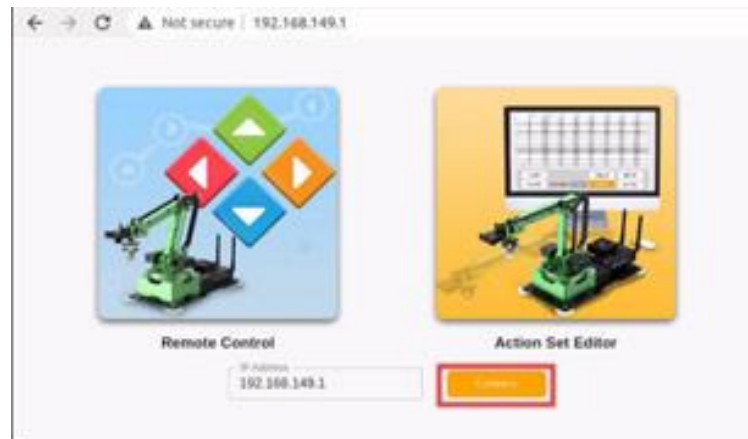 Not secure | 192.168.149.1
Remote Control
Action Set Editor
IP Address
192.168.149.1